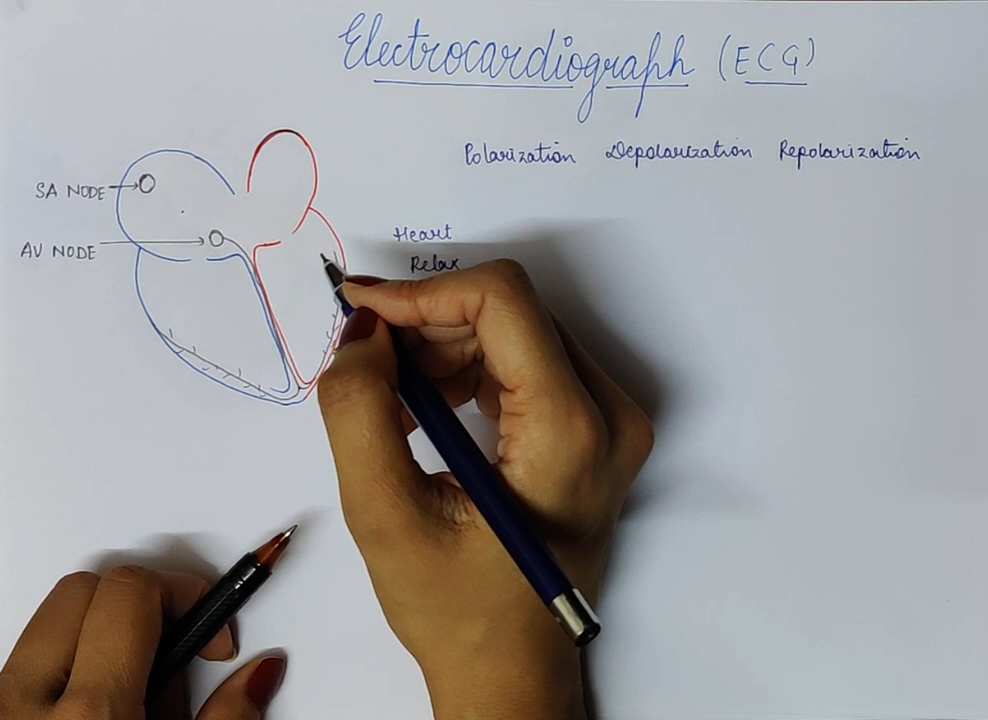 Electrocardiograph (ECG)
Polarization Depolarization Repolarization
SA NODE
AV NODE
Heart
Relax